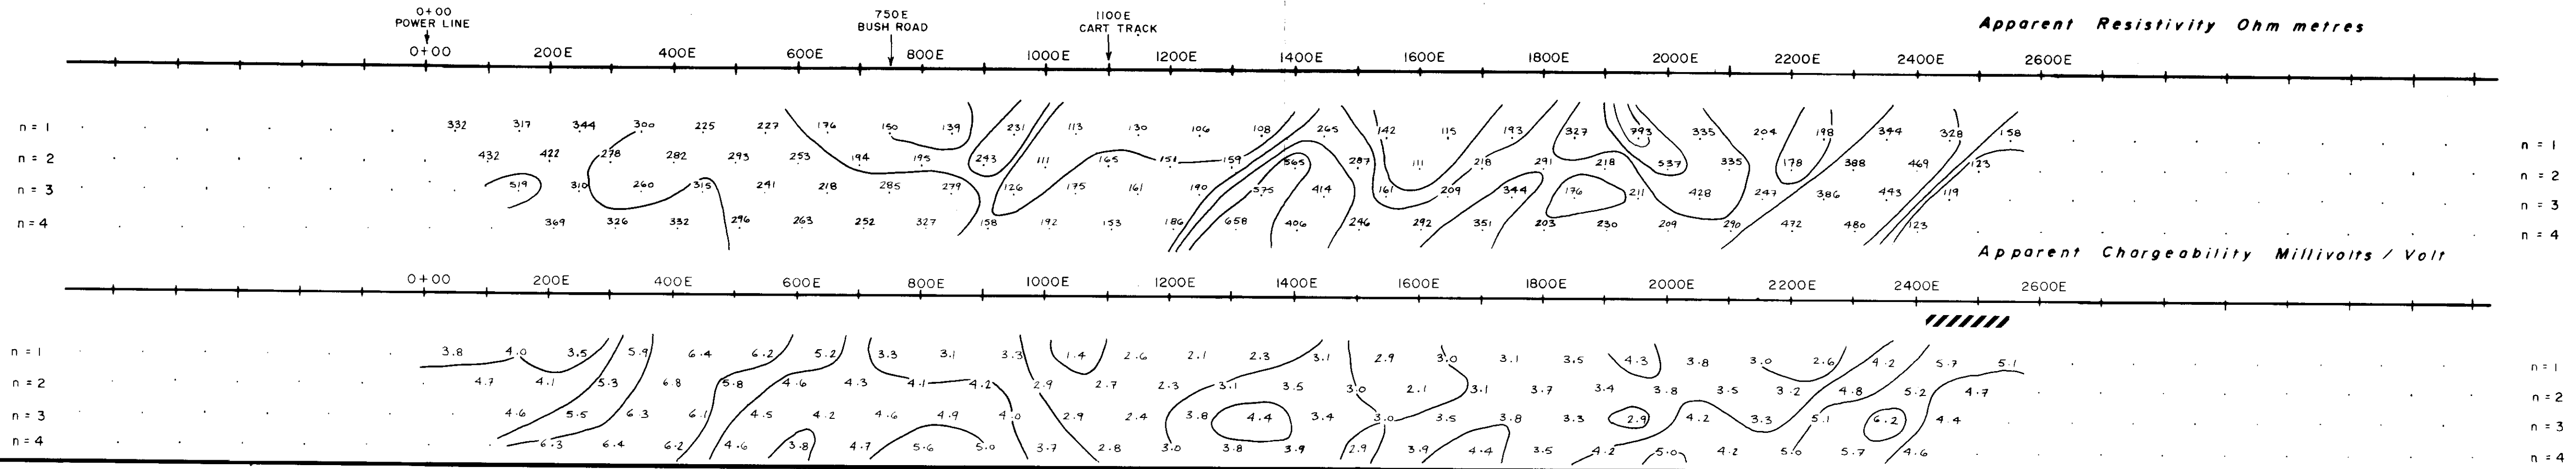 0+00 POWER LINE
750E BUSH ROAD
1100E CART TRACK
Apparent Resistivity Ohm metres
0+00 200E 400E 600E 800E 1000E 1200E 1400E 1600E 1800E 2000E 2200E 2400E 2600E
n = 1 332 317 344 300 225 227 176 150 139 231 113 130 106 108 265 142 115 193 327 793 335 204 198 344 328 158 n = 1
n = 2 432 422 278 282 293 253 194 195 243 111 165 151 159 565 287 111 218 291 218 537 335 178 388 469 123 n = 2
n = 3 519 310 260 315 241 218 285 279 126 175 161 190 575 414 161 209 344 176 211 428 247 386 443 119 n = 3
n = 4 369 326 332 296 263 252 327 158 192 153 186 658 406 246 292 351 203 230 209 290 472 480 123 n = 4
Apparent Chargeability Millivolts / Volt
0+00 200E 400E 600E 800E 1000E 1200E 1400E 1600E 1800E 2000E 2200E 2400E 2600E
n = 1 3.8 4.0 3.5 5.9 6.4 6.2 5.2 3.3 3.1 3.3 1.4 2.6 2.1 2.3 3.1 2.9 3.0 3.1 3.5 4.3 3.8 3.0 2.6 4.2 5.7 5.1 n = 1
n = 2 4.7 4.1 5.3 6.8 5.8 4.6 4.3 4.1 4.2 2.9 2.7 2.3 3.1 3.5 3.0 2.1 3.1 3.7 3.4 3.8 3.5 3.2 4.8 5.2 4.7 n = 2
n = 3 4.6 5.5 6.3 6.1 4.5 4.2 4.6 4.9 4.0 2.9 2.4 3.8 4.4 3.4 3.0 3.5 3.8 3.3 2.9 4.2 3.3 5.1 6.2 4.4 n = 3
n = 4 6.3 6.4 6.2 4.6 3.8 4.7 5.6 5.0 3.7 2.8 3.0 3.8 3.9 2.9 3.9 4.4 3.5 4.2 5.0 4.2 5.0 5.7 4.6 n = 4